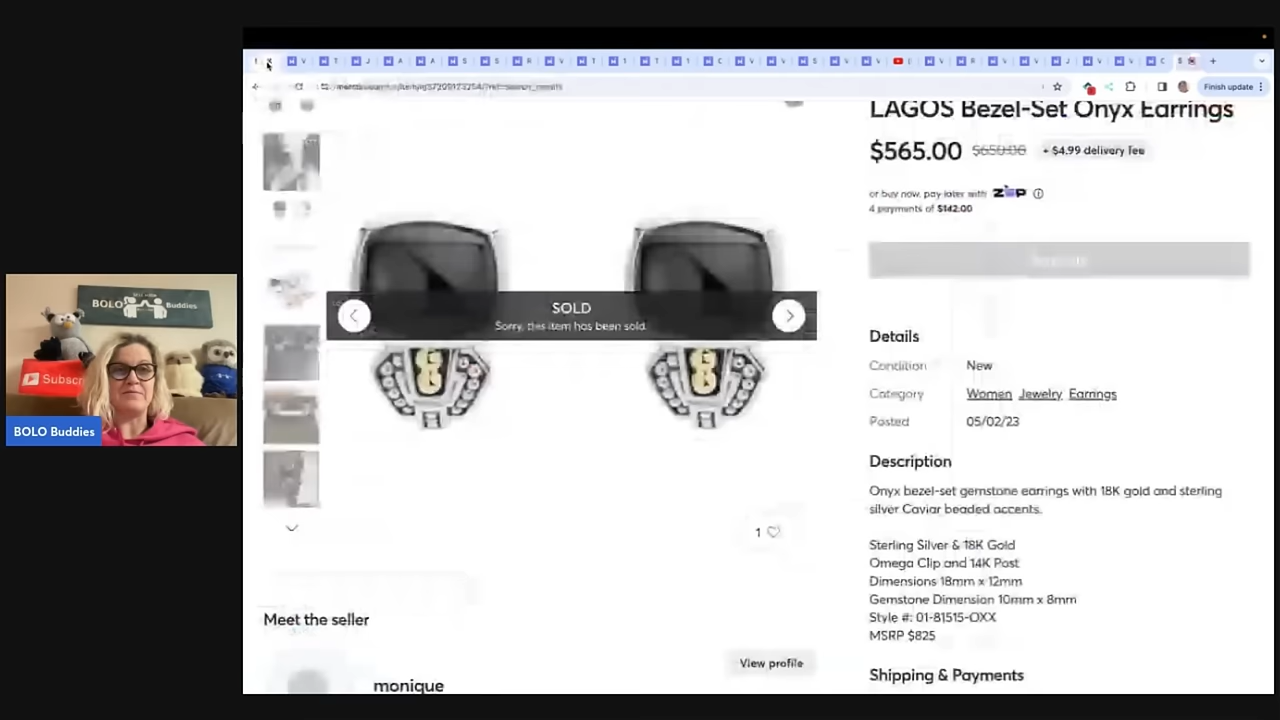 Finish update
LAGOS Bezel-Set Onyx Earrings
$565.00 $650.00 + $4.99 delivery fee
or buy now, pay later with ZIP
4 payments of $142.00
SOLD
Sorry, this item has been sold.
1
Details
Condition New
Category Women Jewelry Earrings
Posted 05/02/23
Description
Onyx bezel-set gemstone earrings with 18K gold and sterling
silver Caviar beaded accents.
Sterling Silver & 18K Gold
Omega Clip and 14K Post
Dimensions 18mm x 12mm
Gemstone Dimension 10mm x 8mm
Style #: 01-81515-OXX
MSRP $825
Shipping & Payments
Meet the seller
View profile
monique
BOLO Buddies
Subscr
BOLO Buddies